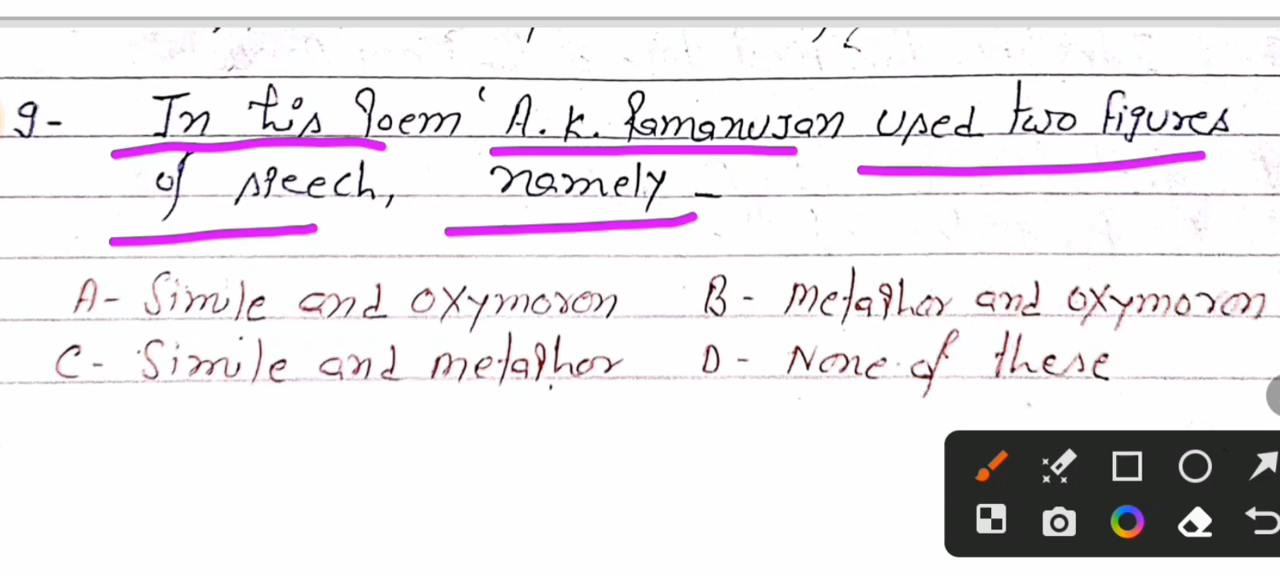 9- In this Poem ' A.K. Ramanujan used two figures
of speech, namely -
A- Simile and oxymoron B- metaphor and oxymoron
C- Simile and metaphor D- None of these